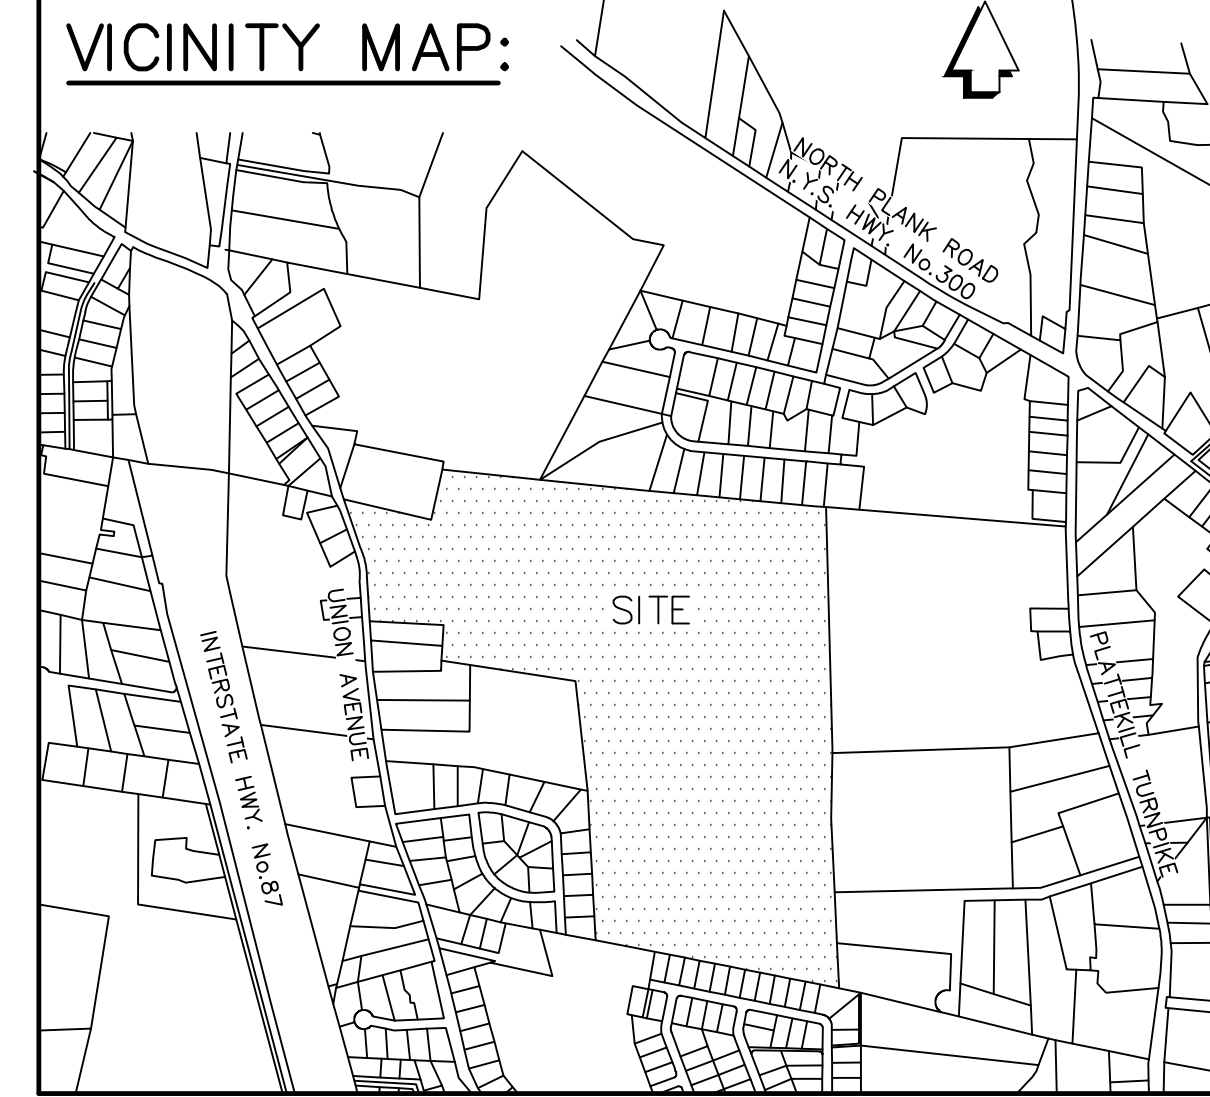 VICINITY MAP:
NORTH PLANK ROAD
N.Y.S. HWY. No.300
SITE
UNION AVENUE
INTERSTATE HWY. No.87
PLATTEKILL TURNPIKE